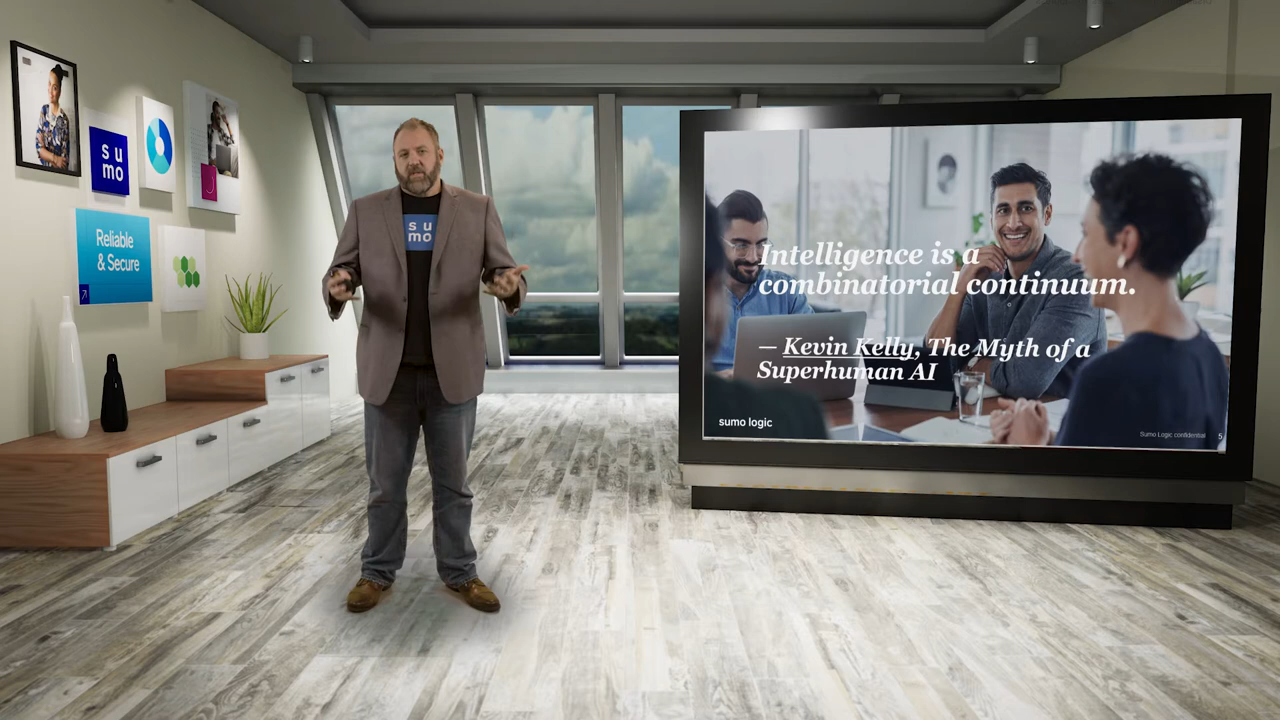 su
mo
Reliable
& Secure
su
mo
Intelligence is a
combinatorial continuum.
— Kevin Kelly, The Myth of a
Superhuman AI
sumo logic
Sumo Logic confidential
5